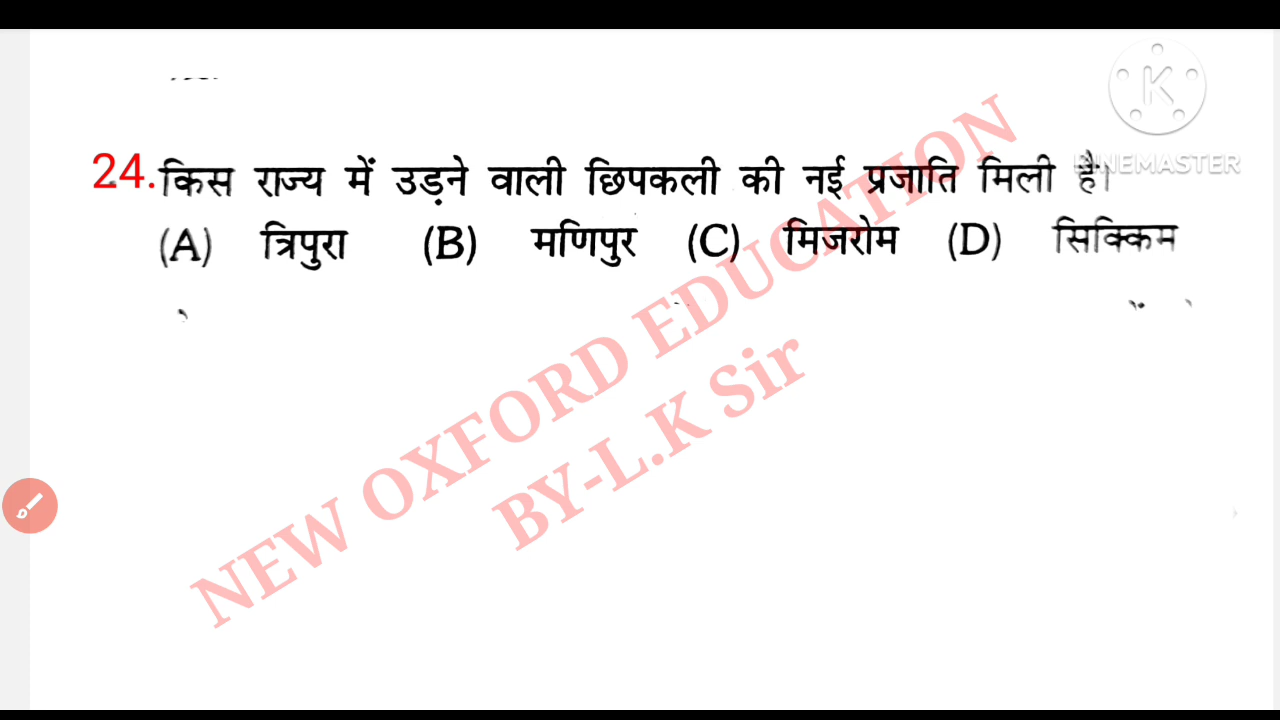 24. किस राज्य में उड़ने वाली छिपकली की नई प्रजाति मिली है।
(A) त्रिपुरा (B) मणिपुर (C) मिजरोम (D) सिक्किम
K
KINEMASTER
NEW OXFORD EDUCATION
BY-L.K Sir